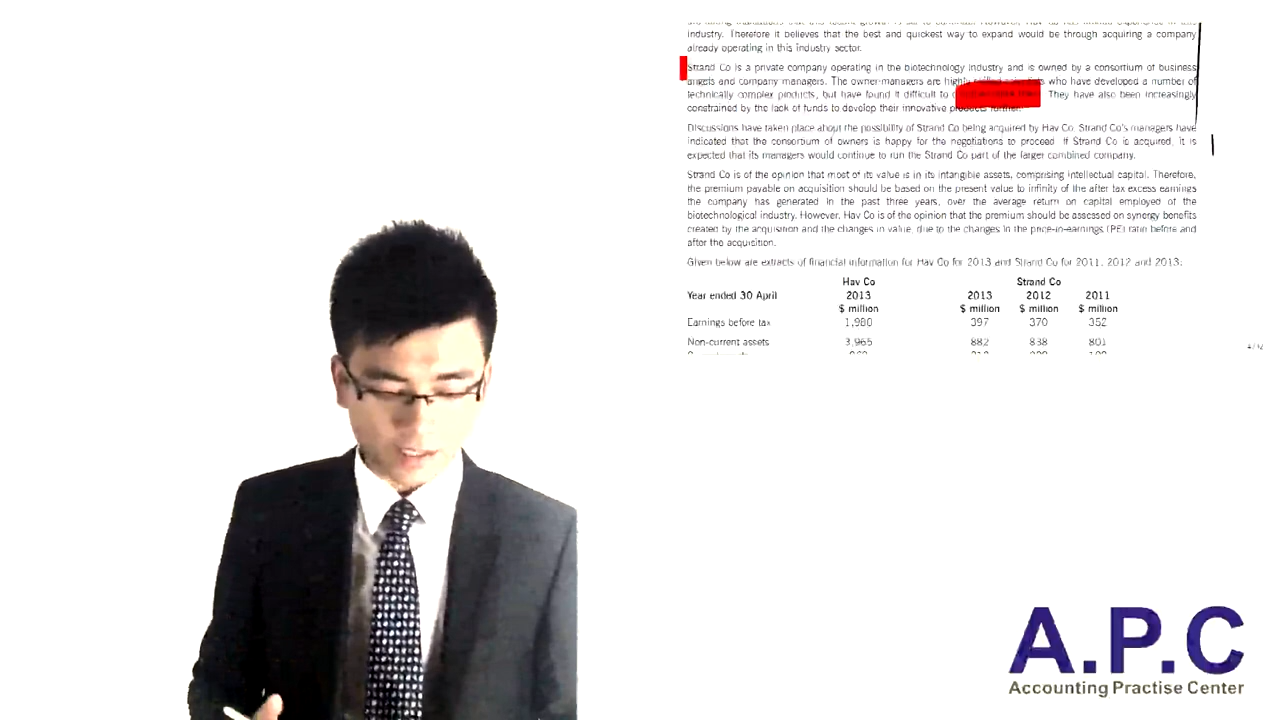 industry. Therefore it believes that the best and quickest way to expand would be through acquiring a company
already operating in this industry sector.
Strand Co is a private company operating in the biotechnology industry and is owned by a consortium of business
angels and company managers. The owner-managers are highly who have developed a number of
technically complex products, but have found it difficult to They have also been increasingly
constrained by the lack of funds to develop their innovative products further.
Discussions have taken place about the possibility of Strand Co being acquired by Hav Co. Strand Co's managers have
indicated that the consortium of owners is happy for the negotiations to proceed. If Strand Co is acquired, it is
expected that its managers would continue to run the Strand Co part of the larger combined company.
Strand Co is of the opinion that most of its value is in its intangible assets, comprising intellectual capital. Therefore,
the premium payable on acquisition should be based on the present value to infinity of the after tax excess earnings
the company has generated in the past three years, over the average return on capital employed of the
biotechnological industry. However, Hav Co is of the opinion that the premium should be assessed on synergy benefits
created by the acquisition and the changes in value, due to the changes in the price-to-earnings (PE) ratio before and
after the acquisition.
Given below are extracts of financial information for Hav Co for 2013 and Strand Co for 2011, 2012 and 2013:
Hav Co Strand Co
Year ended 30 April 2013 2013 2012 2011
$ million $ million $ million $ million
Earnings before tax 1,980 397 370 352
Non-current assets 3,965 882 838 801
A.P.C
Accounting Practise Center